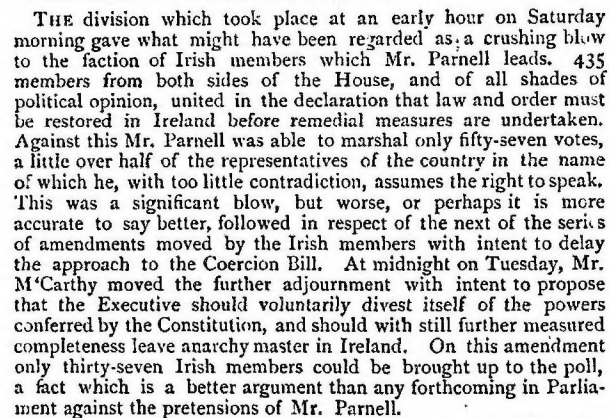 THE division which took place at an early hour on Saturday
morning gave what might have been regarded as a crushing blow
to the faction of Irish members which Mr. Parnell leads. 435
members from both sides of the House, and of all shades of
political opinion, united in the declaration that law and order must
be restored in Ireland before remedial measures are undertaken.
Against this Mr. Parnell was able to marshal only fifty-seven votes,
a little over half of the representatives of the country in the name
of which he, with too little contradiction, assumes the right to speak.
This was a significant blow, but worse, or perhaps it is more
accurate to say better, followed in respect of the next of the series
of amendments moved by the Irish members with intent to delay
the approach to the Coercion Bill. At midnight on Tuesday, Mr.
M'Carthy moved the further adjournment with intent to propose
that the Executive should voluntarily divest itself of the powers
conferred by the Constitution, and should with still further measured
completeness leave anarchy master in Ireland. On this amendment
only thirty-seven Irish members could be brought up to the poll,
a fact which is a better argument than any forthcoming in Parlia-
ment against the pretensions of Mr. Parnell.